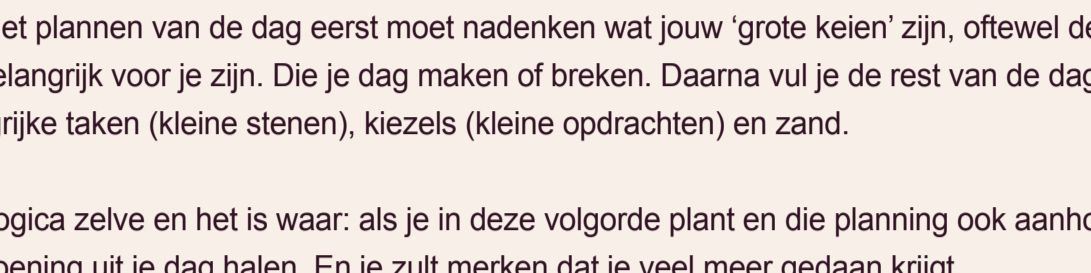 et plannen van de dag eerst moet nadenken wat jouw ‘grote keien’ zijn, oftewel de
elangrijk voor je zijn. Die je dag maken of breken. Daarna vul je de rest van de dag
rijke taken (kleine stenen), kiezels (kleine opdrachten) en zand.
ogica zelve en het is waar: als je in deze volgorde plant en die planning ook aanho
oening uit je dag halen. En je zult merken dat je veel meer gedaan krijgt